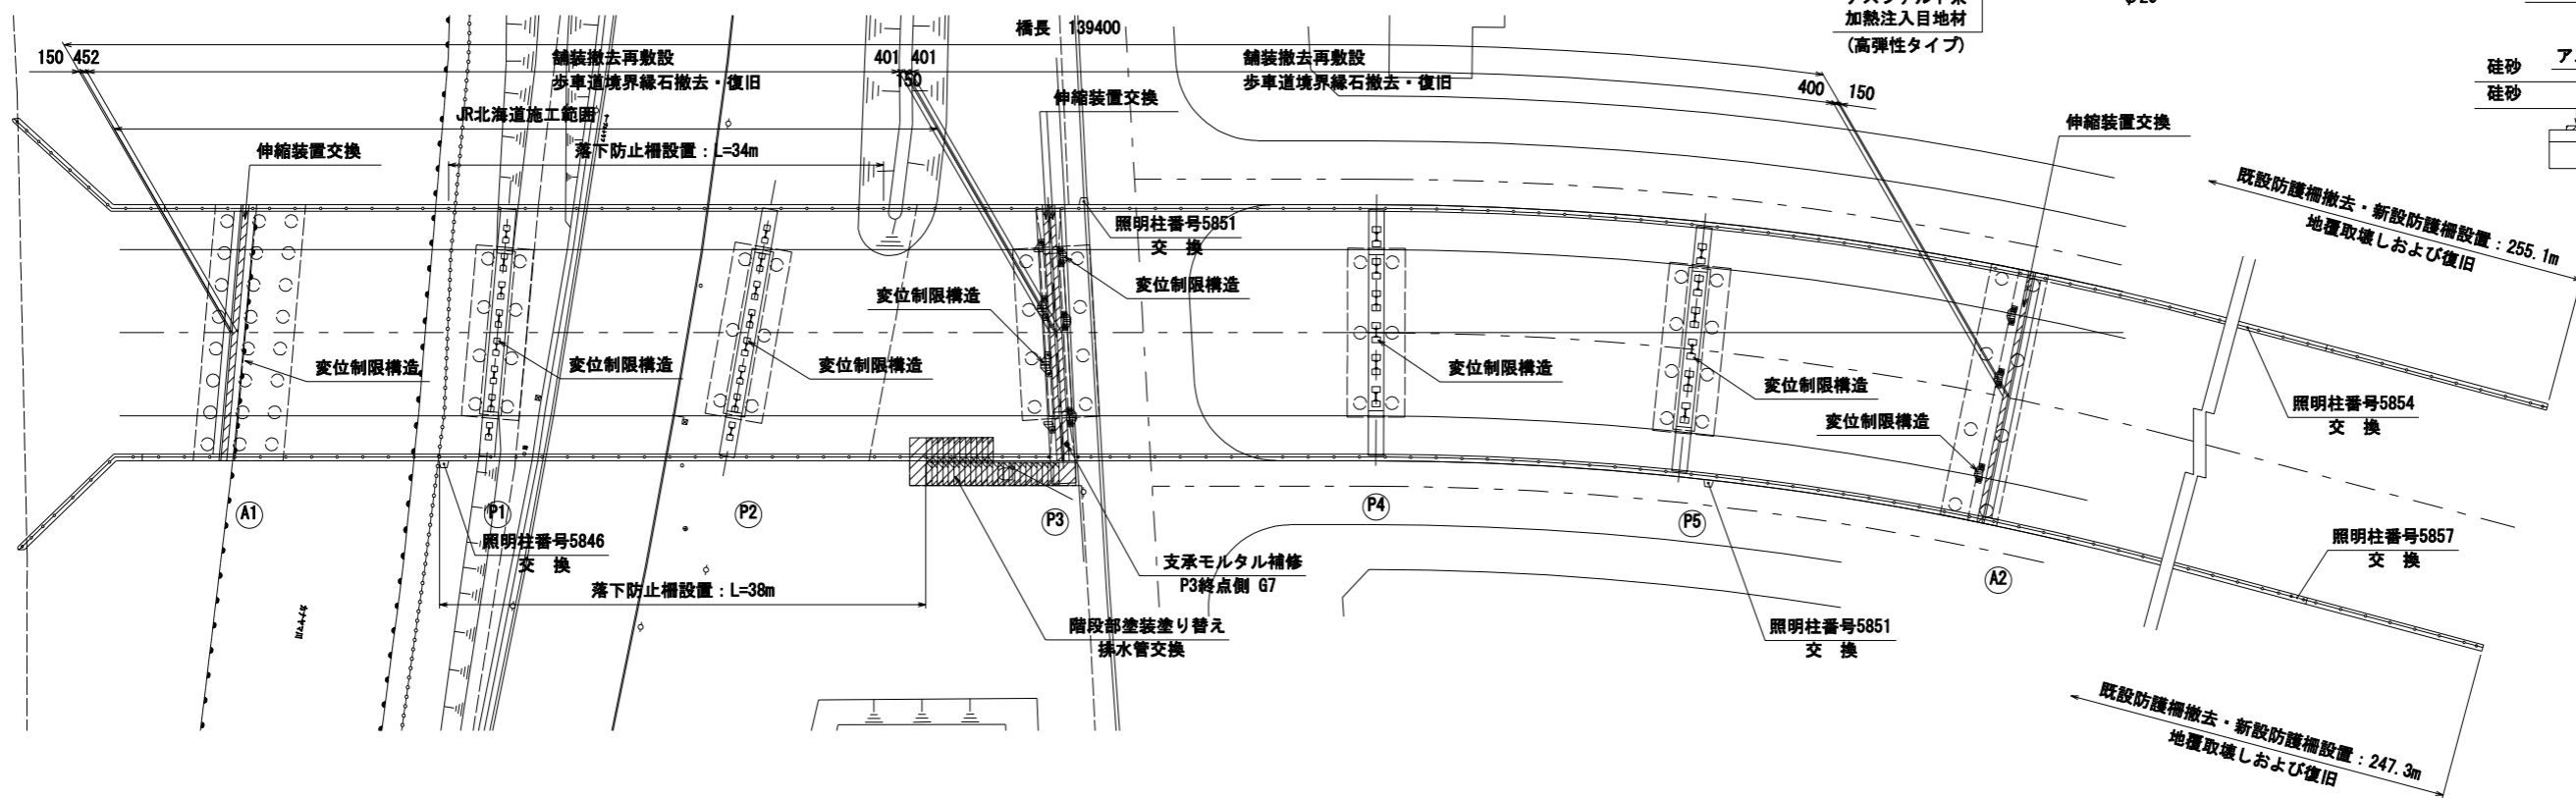 加熱注入目地材
(高弾性タイプ)
硅砂
硅砂
橋長 139400
150 452
舗装撤去再敷設
歩車道境界縁石撤去・復旧
401 401
150
舗装撤去再敷設
歩車道境界縁石撤去・復旧
400 150
JR北海道施工範囲
伸縮装置交換
伸縮装置交換
伸縮装置交換
落下防止柵設置：L=34m
既設防護柵撤去・新設防護柵設置：255.1m
地覆取壊しおよび復旧
照明柱番号5851
交 換
変位制限構造
変位制限構造
変位制限構造
変位制限構造
変位制限構造
変位制限構造
変位制限構造
変位制限構造
変位制限構造
照明柱番号5854
交 換
A1
P1
P2
P3
P4
P5
A2
照明柱番号5846
交 換
落下防止柵設置：L=38m
支承モルタル補修
P3終点側 G7
階段部塗装塗り替え
排水管交換
照明柱番号5851
交 換
照明柱番号5857
交 換
既設防護柵撤去・新設防護柵設置：247.3m
地覆取壊しおよび復旧